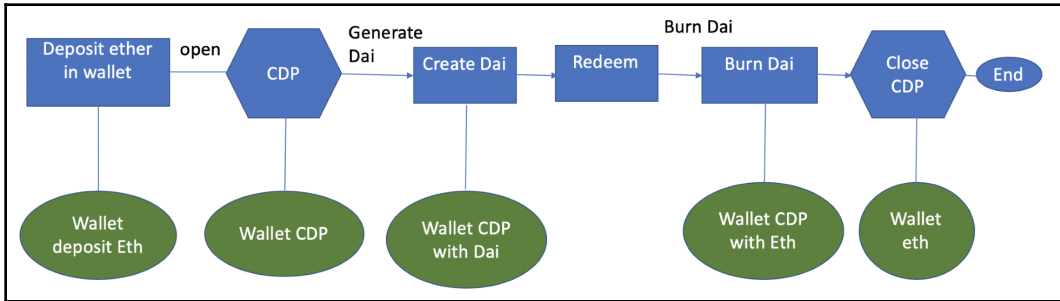 Deposit ether
in wallet
open
CDP
Generate
Dai
Create Dai
Redeem
Burn Dai
Burn Dai
Close
CDP
End
Wallet
deposit Eth
Wallet CDP
Wallet CDP
with Dai
Wallet CDP
with Eth
Wallet
eth